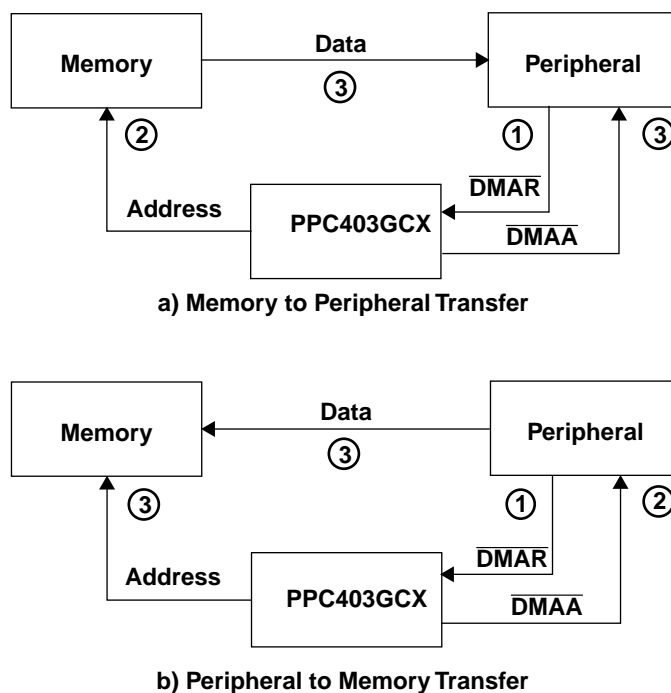 Data
Memory
Peripheral
3
2
1
3
DMAR
Address
PPC403GCX
DMAA
a) Memory to Peripheral Transfer
Data
Memory
Peripheral
3
3
1
2
DMAR
Address
PPC403GCX
DMAA
b) Peripheral to Memory Transfer